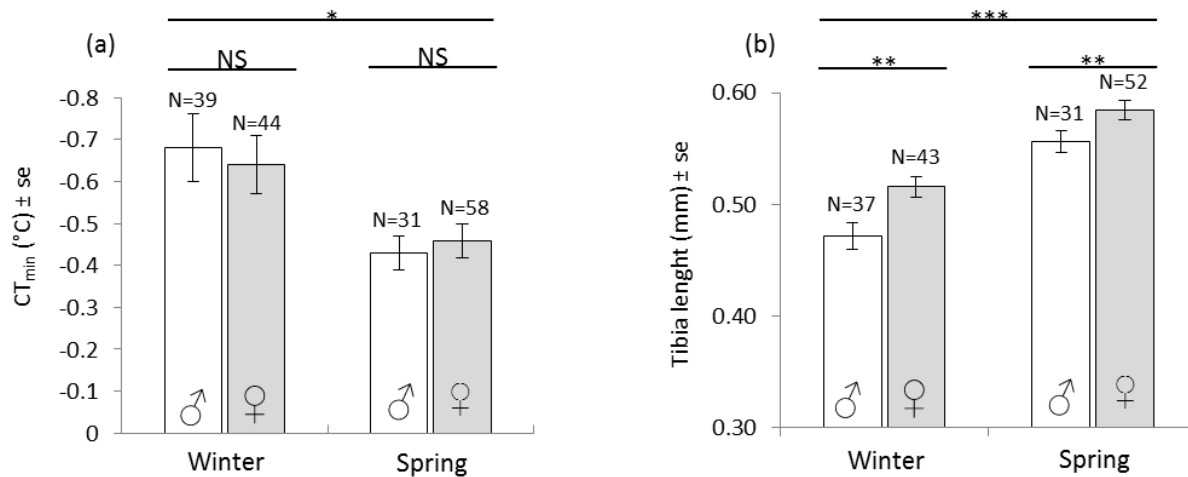 *
(a)
NS
NS
-0.8
-0.7
-0.6
-0.5
-0.4
-0.3
-0.2
-0.1
0
CTmin (°C) ± se
N=39
N=44
N=31
N=58
♂ ♀ ♂ ♀
Winter Spring
***
(b)
**
**
0.60
0.50
0.40
0.30
Tibia lenght (mm) ± se
N=37
N=43
N=31
N=52
♂ ♀ ♂ ♀
Winter Spring